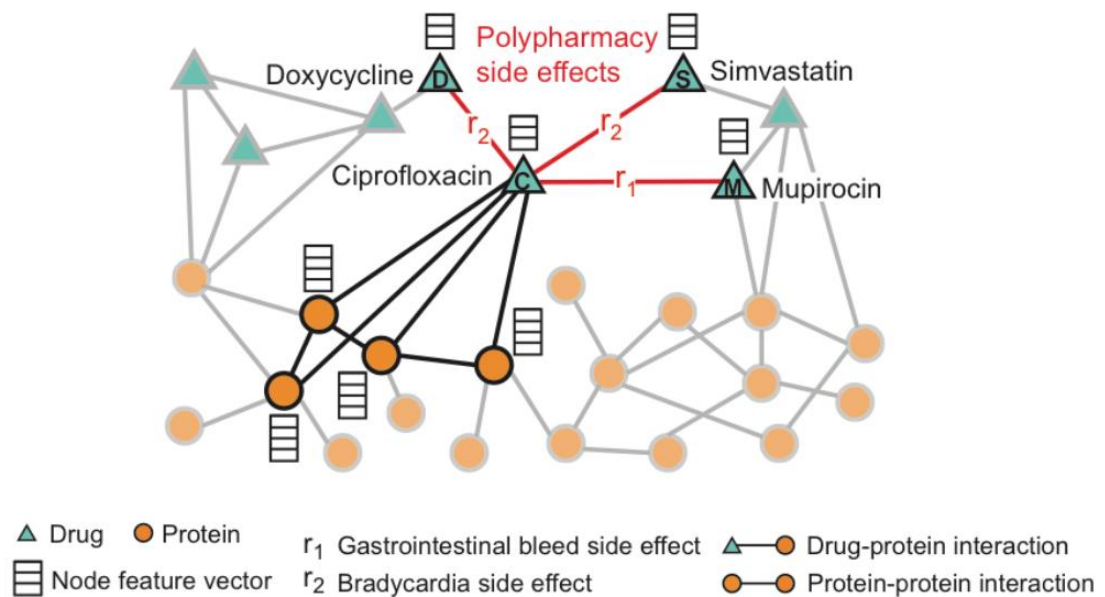 Polypharmacy
side effects
Doxycycline
D
S
Simvastatin
r2
r2
Ciprofloxacin
C
r1
M
Mupirocin
Drug
Protein
Node feature vector
r1 Gastrointestinal bleed side effect
r2 Bradycardia side effect
Drug-protein interaction
Protein-protein interaction